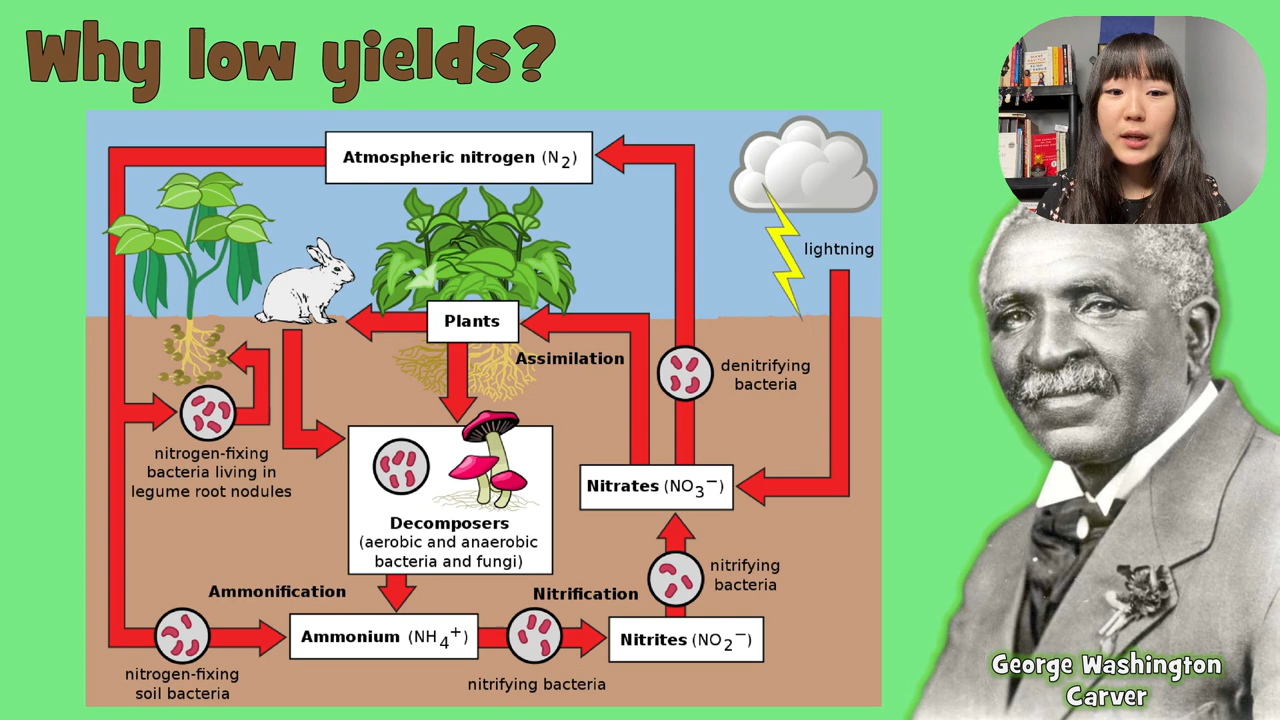 Why low yields?
Atmospheric nitrogen (N₂)
lightning
Plants
Assimilation
denitrifying
bacteria
nitrogen-fixing
bacteria living in
legume root nodules
Nitrates (NO₃⁻)
Decomposers
(aerobic and anaerobic
bacteria and fungi)
nitrifying
bacteria
Ammonification
Nitrification
Ammonium (NH₄⁺)
Nitrites (NO₂⁻)
nitrogen-fixing
soil bacteria
nitrifying bacteria
George Washington
Carver